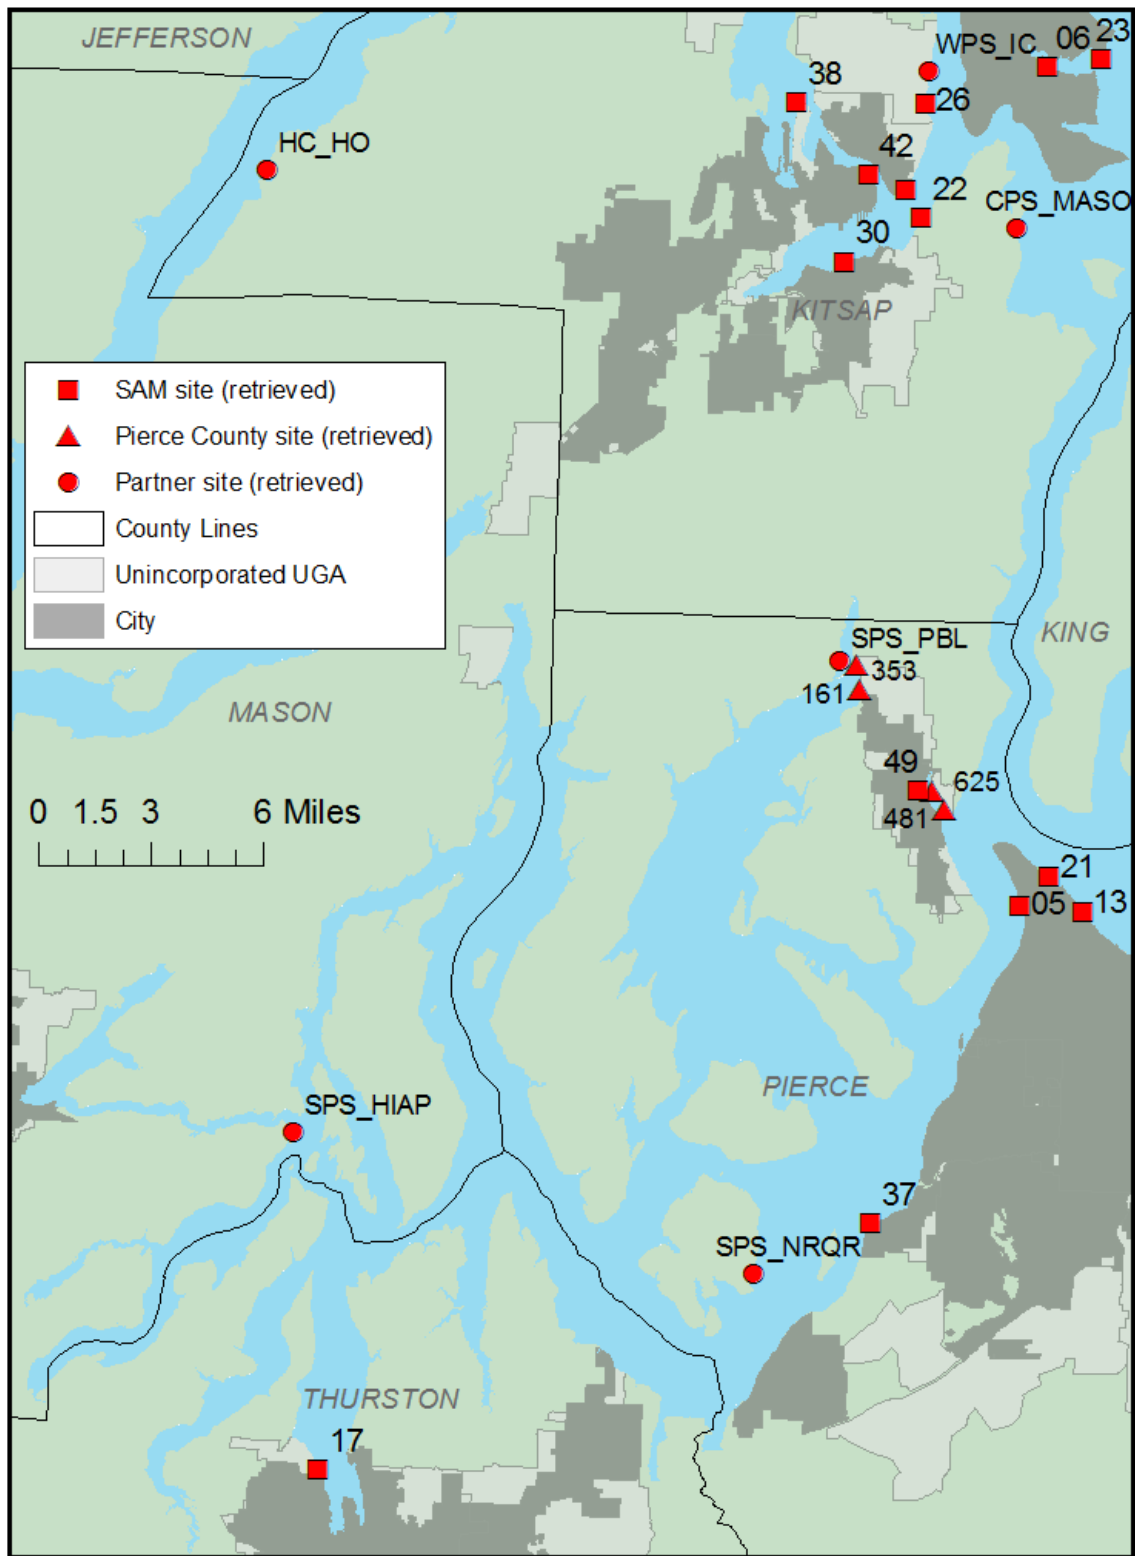 JEFFERSON
WPS_IC
06
23
38
26
HC_HO
42
22
CPS_MASO
30
KITSAP
SAM site (retrieved)
Pierce County site (retrieved)
Partner site (retrieved)
County Lines
Unincorporated UGA
City
KING
SPS_PBL
353
161
MASON
49
625
481
0 1.5 3 6 Miles
21
05
13
PIERCE
SPS_HIAP
37
SPS_NRQR
THURSTON
17